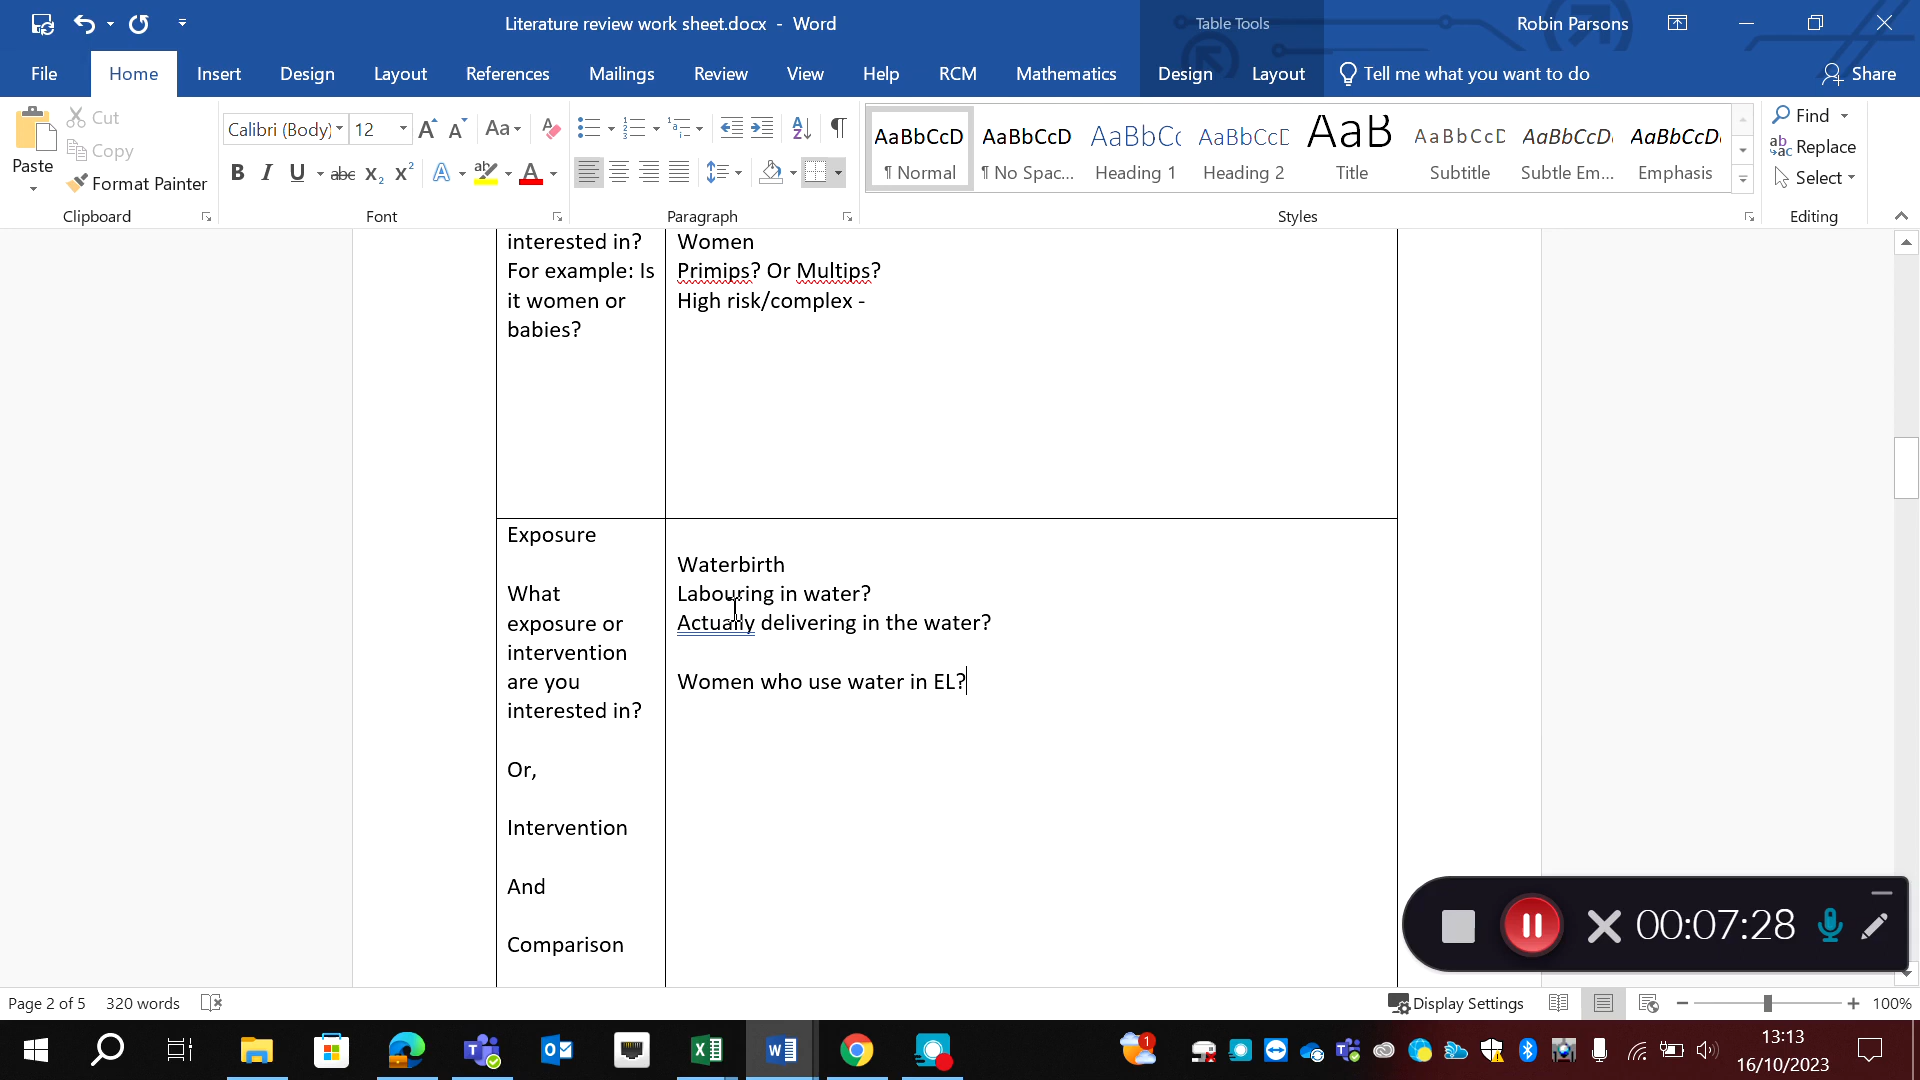 Literature review work sheet.docx - Word
Table Tools
Robin Parsons
File
Home
Insert
Design
Layout
References
Mailings
Review
View
Help
RCM
Mathematics
Design
Layout
Tell me what you want to do
Share
Paste
Cut
Copy
Format Painter
Clipboard
Calibri (Body)
12
Font
Paragraph
AaBbCcD
¶ Normal
AaBbCcD
¶ No Spac...
AaBbCc
Heading 1
AaBbCcD
Heading 2
AaB
Title
AaBbCcD
Subtitle
AaBbCcD
Subtle Em...
AaBbCcD
Emphasis
Styles
Find
Replace
Select
Editing
interested in?
For example: Is
it women or
babies?
Women
Primips? Or Multips?
High risk/complex -
Exposure
What
exposure or
intervention
are you
interested in?
Or,
Intervention
And
Comparison
Waterbirth
Labouring in water?
Actually delivering in the water?
Women who use water in EL?
00:07:28
Page 2 of 5
320 words
Display Settings
100%
1
13:13
16/10/2023